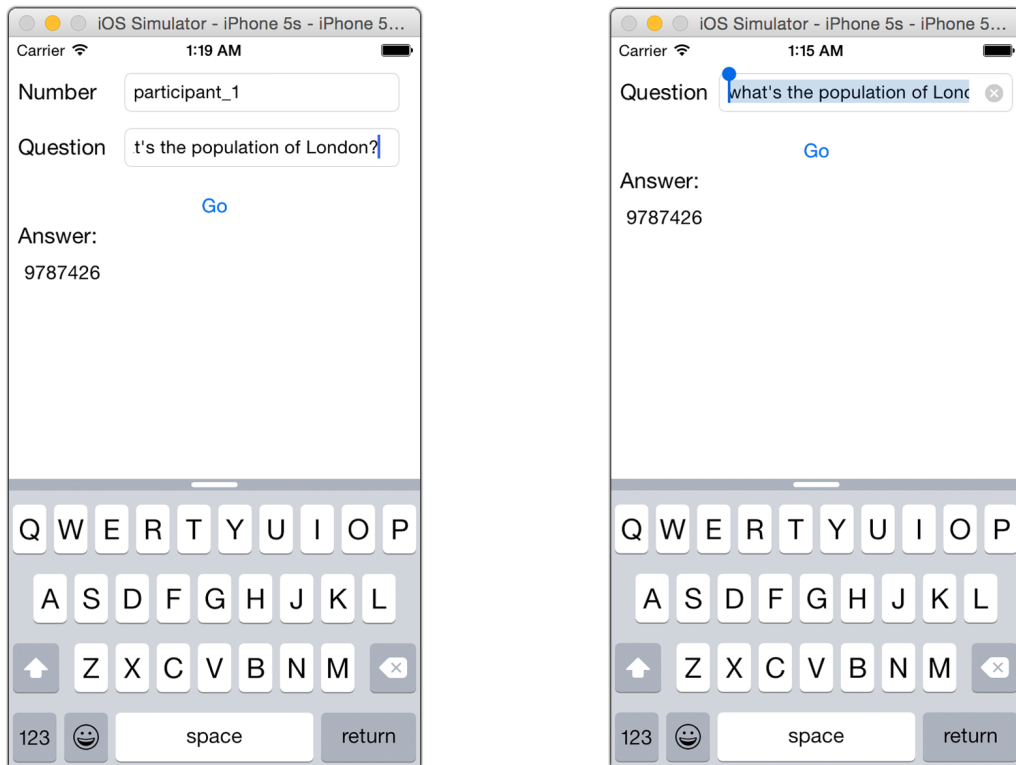 iOS Simulator - iPhone 5s - iPhone 5...
Carrier 1:19 AM
Number participant_1
Question t's the population of London?
Go
Answer:
9787426
Q W E R T Y U I O P
A S D F G H J K L
Z X C V B N M
123 space return
iOS Simulator - iPhone 5s - iPhone 5...
Carrier 1:15 AM
Question what's the population of Lond
Go
Answer:
9787426
Q W E R T Y U I O P
A S D F G H J K L
Z X C V B N M
123 space return